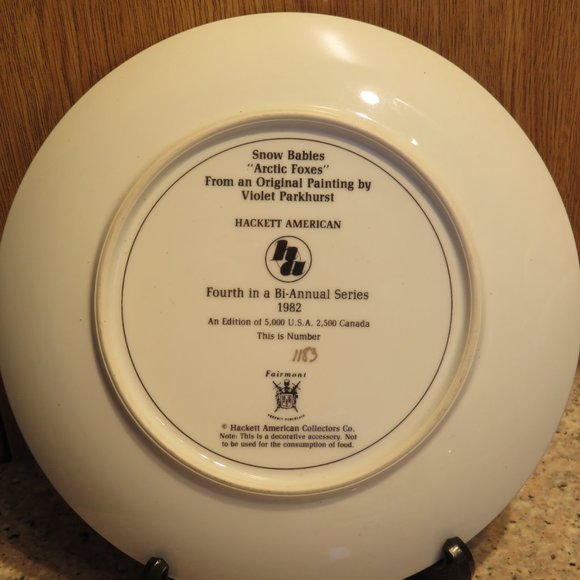 Snow Babies
"Arctic Foxes"
From an Original Painting by
Violet Parkhurst
HACKETT AMERICAN
ha
Fourth in a Bi-Annual Series
1982
An Edition of 5,000 U.S.A. 2,500 Canada
This is Number
1183
Fairmont
© Hackett American Collectors Co.
Note: This is a decorative accessory. Not
to be used for the consumption of food.